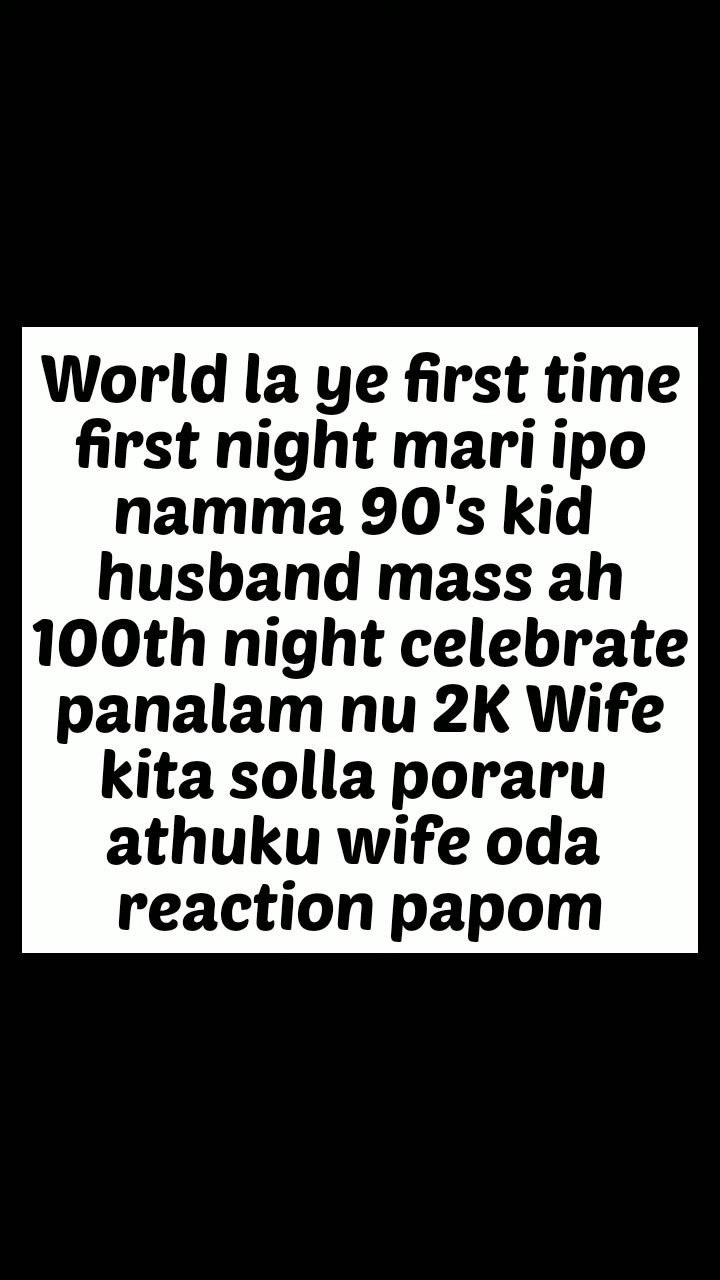 World la ye first time
first night mari ipo
namma 90's kid
husband mass ah
100th night celebrate
panalam nu 2K Wife
kita solla poraru
athuku wife oda
reaction papom